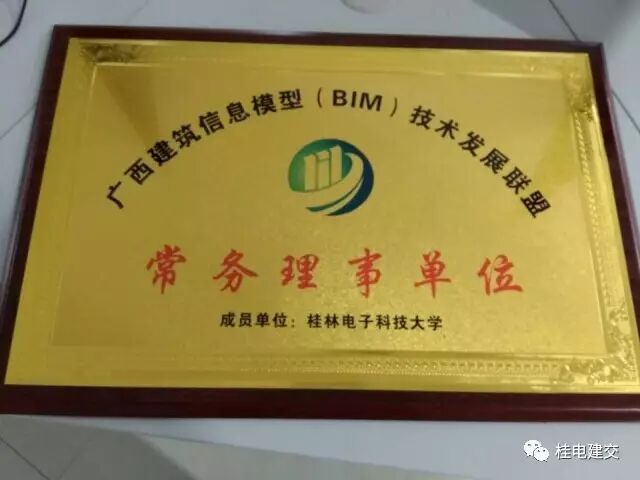 广西建筑信息模型（BIM）技术发展联盟
常务理事单位
成员单位：桂林电子科技大学
桂电建交